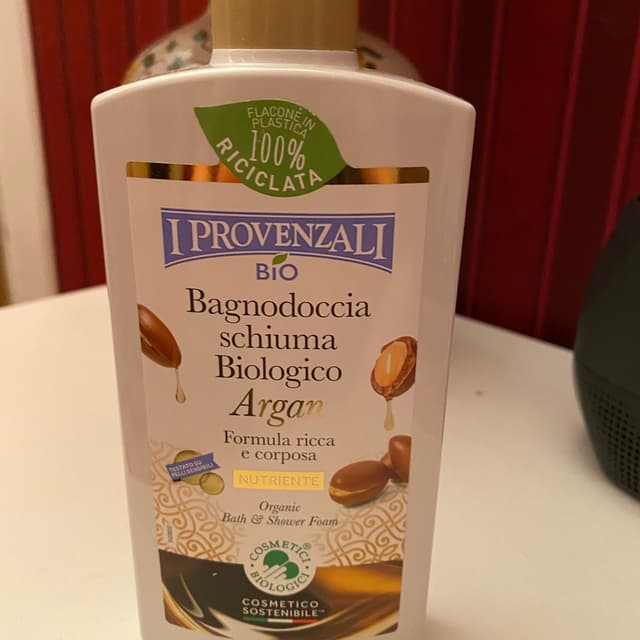 FLACONE IN
PLASTICA
100%
RICICLATA
I PROVENZALI
BIO
Bagnodoccia
schiuma
Biologico
Argan
Formula ricca
e corposa
TESTATO SU
PELLI SENSIBILI
NUTRIENTE
Organic
Bath & Shower Foam
COSMETICI
BIOLOGICI
COSMETICO
SOSTENIBILE™